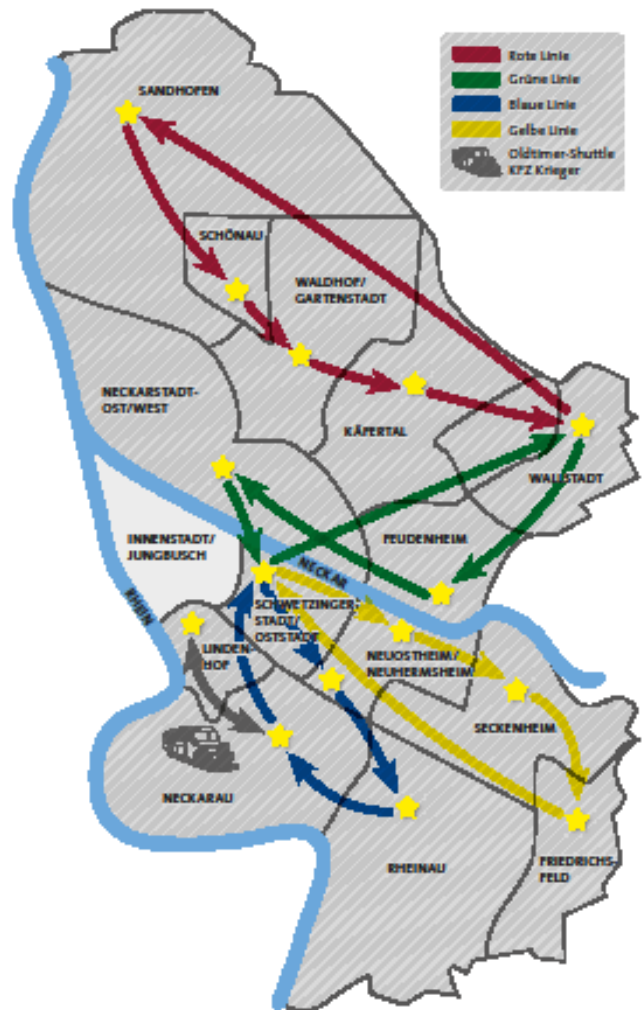 Rote Linie
Grüne Linie
Blaue Linie
Gelbe Linie
Oldtimer-Shuttle
KFZ Krieger
SANDHOFEN
SCHÖNAU
WALDHOF/
GARTENSTADT
NECKARSTADT-
OST/WEST
KÄFERTAL
WALLSTADT
INNENSTADT/
JUNGBUSCH
FEUDENHEIM
NECKAR
RHEIN
SCHWETZINGER-
STADT/
OSTSTADT
LINDEN-
HOF
NEUOSTHEIM/
NEUHERMSHEIM
SECKENHEIM
NECKARAU
RHEINAU
FRIEDRICHS-
FELD